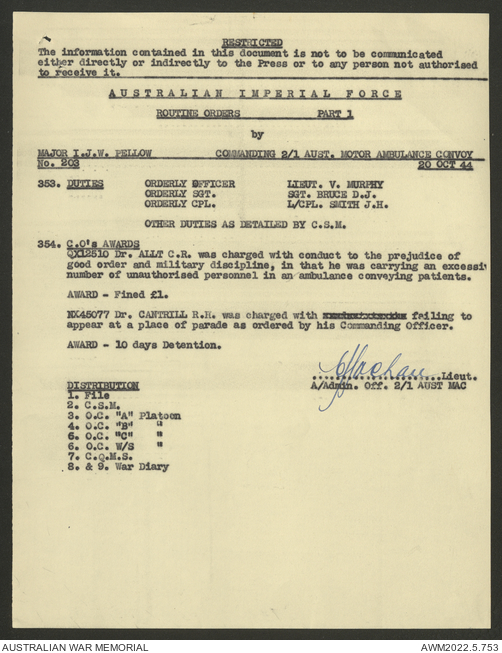 RESTRICTED
The information contained in this document is not to be communicated
either directly or indirectly to the Press or to any person not authorised
to receive it.
AUSTRALIAN IMPERIAL FORCE
ROUTINE ORDERS PART 1
by
MAJOR I.J.W. PELLOW COMMANDING 2/1 AUST. MOTOR AMBULANCE CONVOY
No. 203 20 OCT 44
353. DUTIES ORDERLY OFFICER LIEUT. V. MURPHY
ORDERLY SGT. SGT. BRUCE D.J.
ORDERLY CPL. L/CPL. SMITH J.H.
OTHER DUTIES AS DETAILED BY C.S.M.
354. C.O's AWARDS
QX12510 Dr. ALLT C.R. was charged with conduct to the prejudice of
good order and military discipline, in that he was carrying an excessiv
number of unauthorised personnel in an ambulance conveying patients.
AWARD - Fined £1.
NX45077 Dr. CANTRILL R.H. was charged with failing to
appear at a place of parade as ordered by his Commanding Officer.
AWARD - 10 days Detention.
Lieut.
A/Admin. Off. 2/1 AUST MAC
DISTRIBUTION
1. File
2. C.S.M.
3. O.C. "A" Platoon
4. O.C. "B" "
5. O.C. "C" "
6. O.C. W/S "
7. C.Q.M.S.
8. & 9. War Diary
AUSTRALIAN WAR MEMORIAL AWM2022.5.753